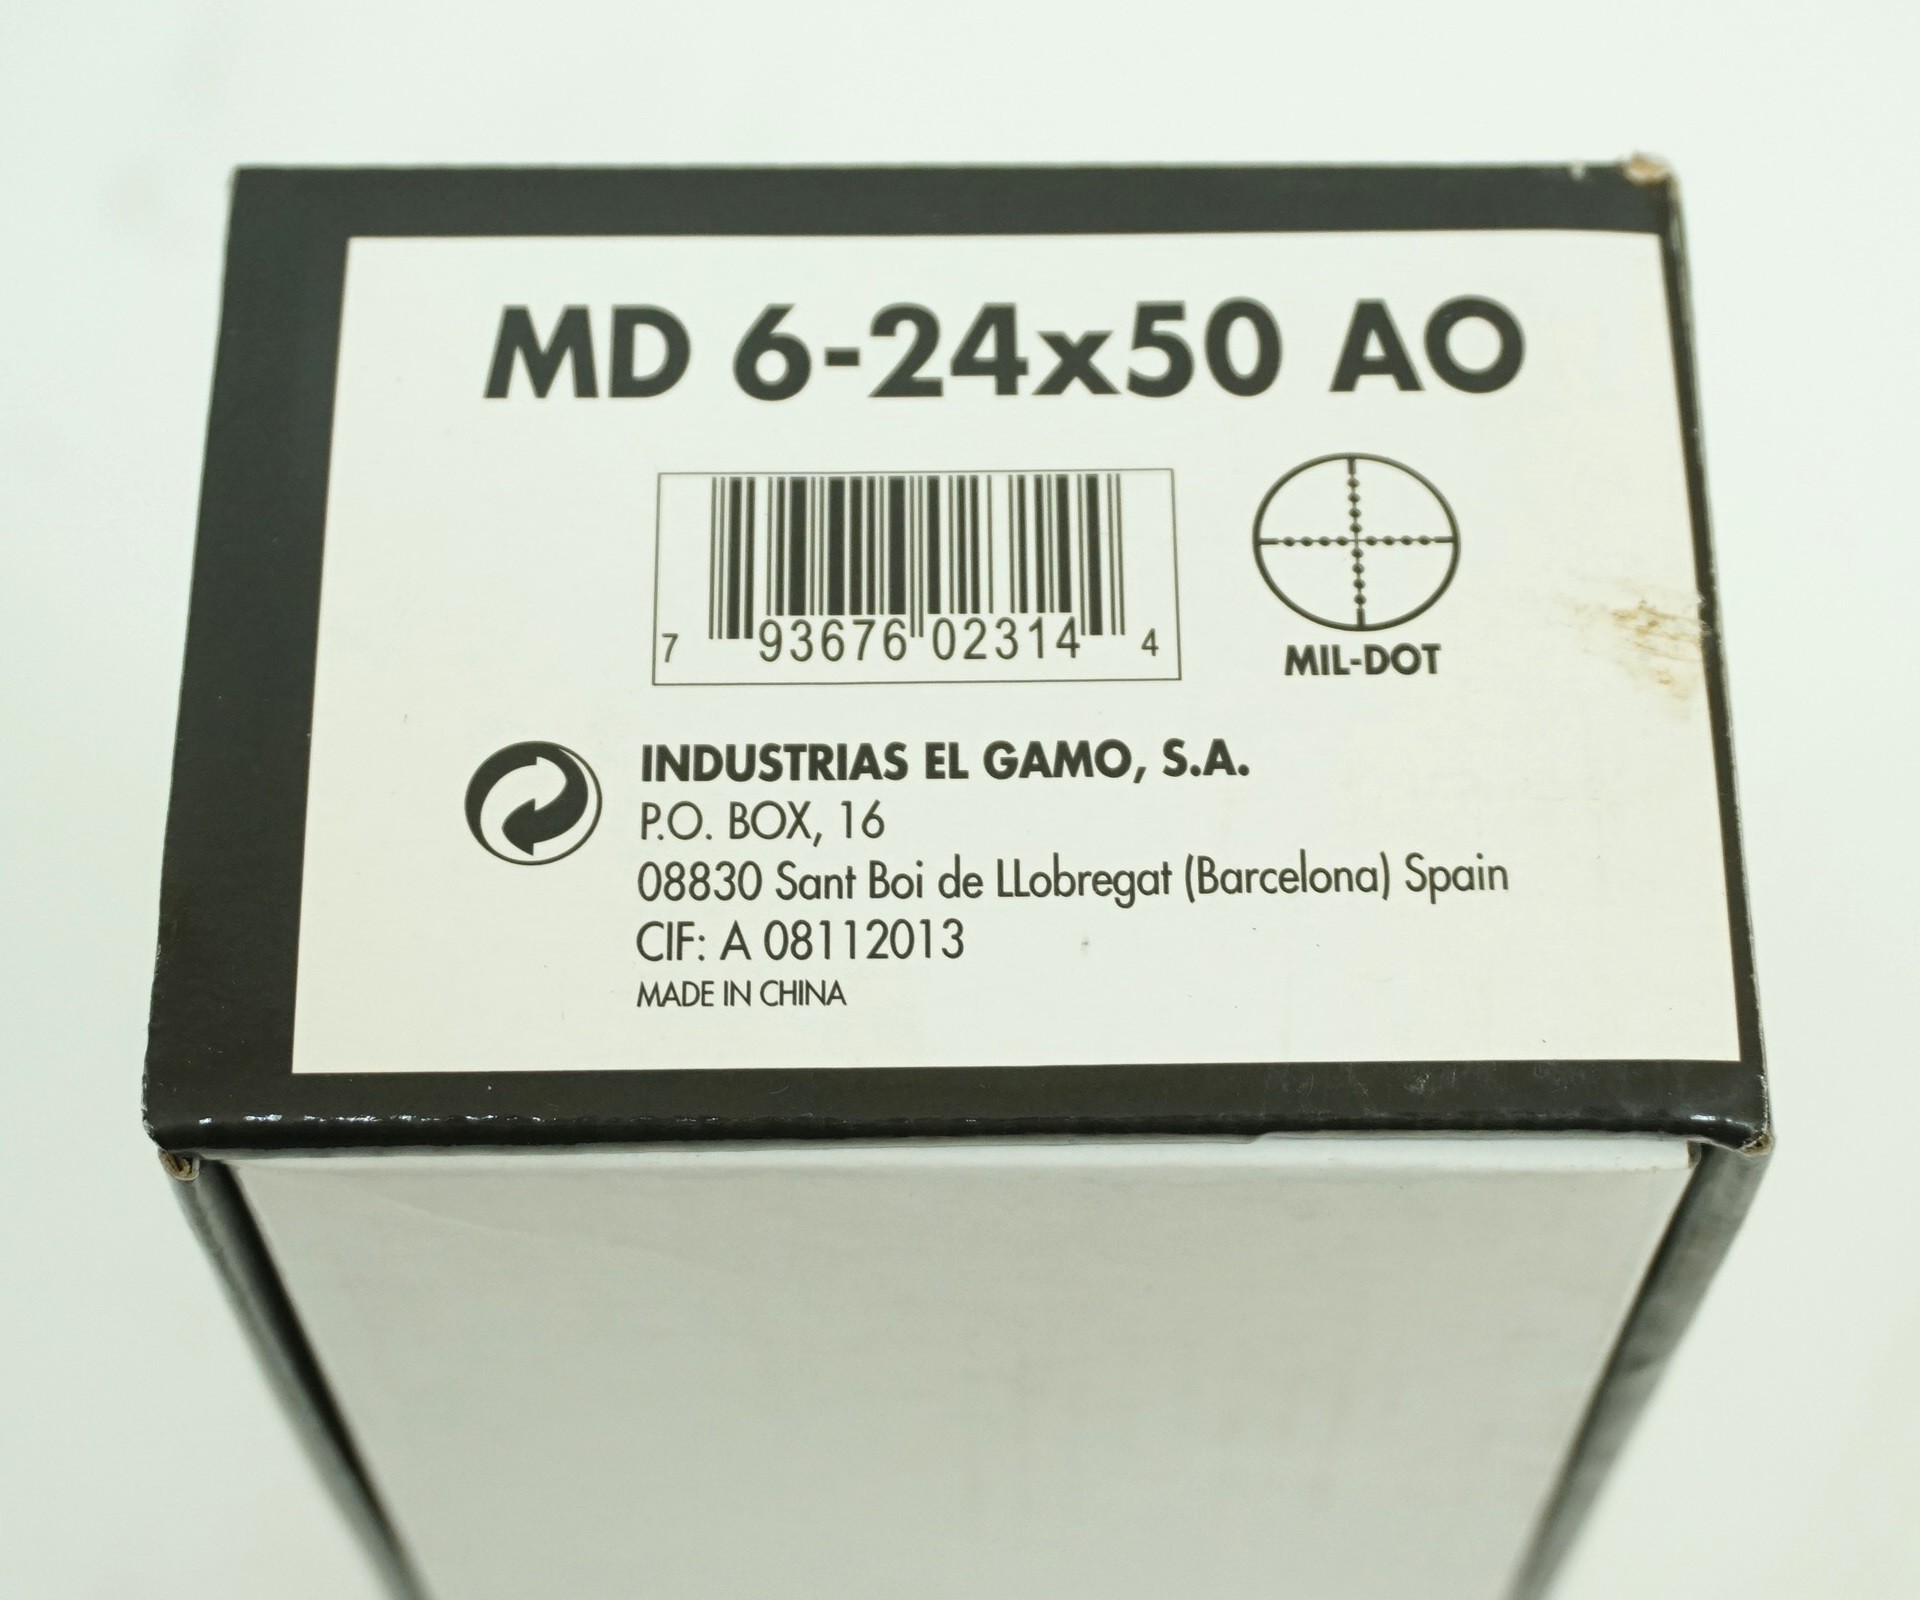 MD 6-24x50 AO
7 93676 02314 4
MIL-DOT
INDUSTRIAS EL GAMO, S.A.
P.O. BOX, 16
08830 Sant Boi de LLobregat (Barcelona) Spain
CIF: A 08112013
MADE IN CHINA